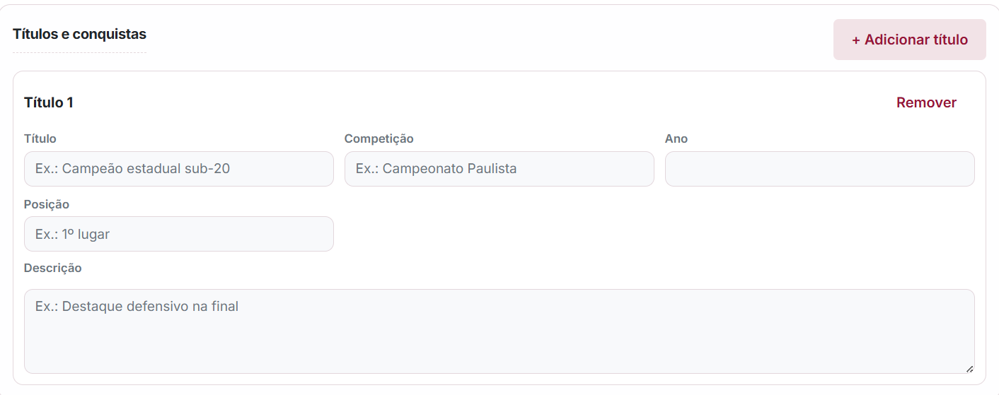 Títulos e conquistas
+ Adicionar título
Título 1
Remover
Título
Competição
Ano
Ex.: Campeão estadual sub-20
Ex.: Campeonato Paulista
Posição
Ex.: 1º lugar
Descrição
Ex.: Destaque defensivo na final